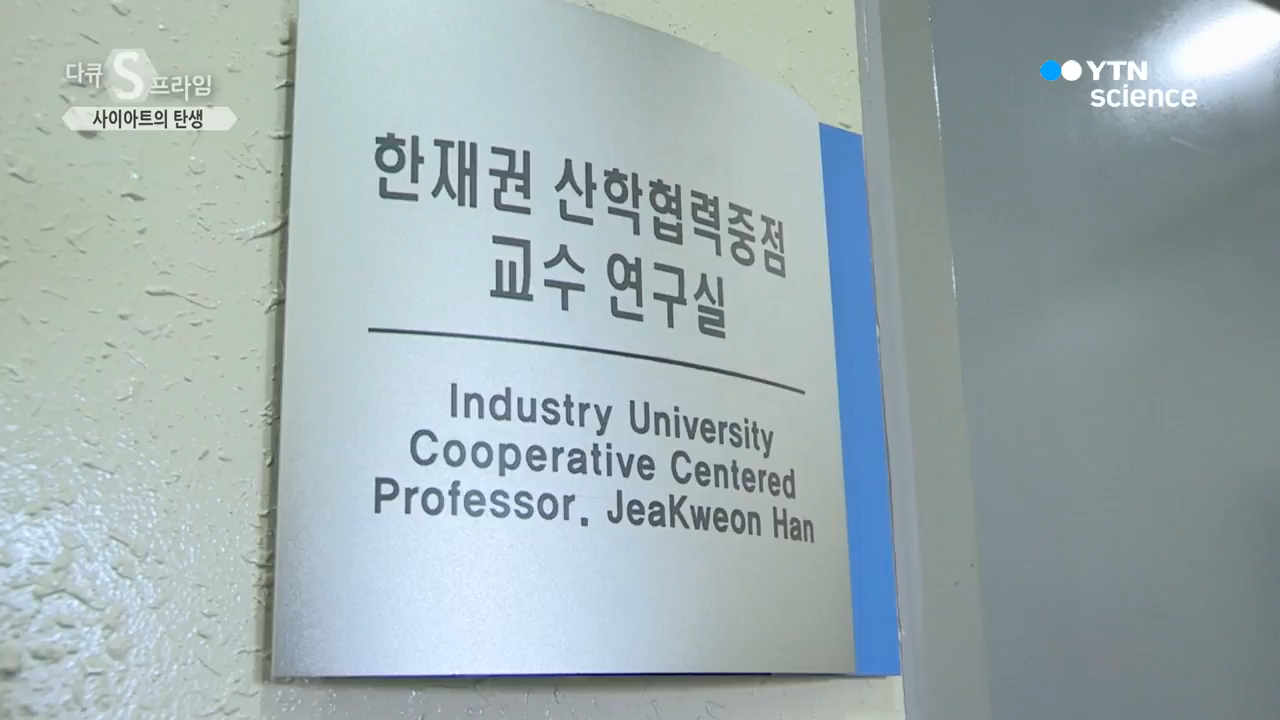 다큐 S 프라임
사이아트의 탄생
YTN
science
한재권 산학협력중점
교수 연구실
Industry University
Cooperative Centered
Professor. JeaKweon Han